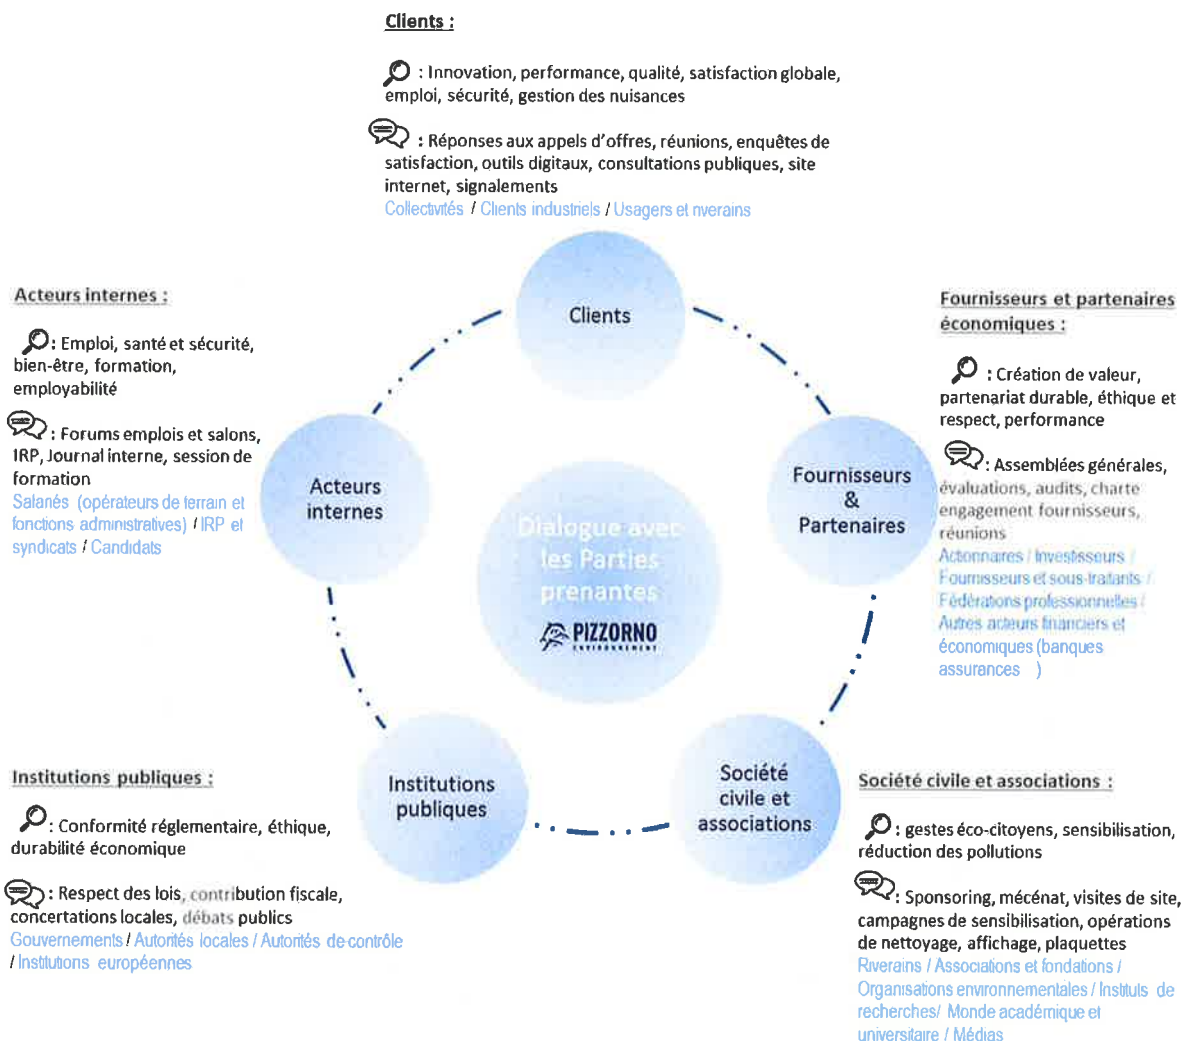 Clients :
: Innovation, performance, qualité, satisfaction globale,
emploi, sécurité, gestion des nuisances
: Réponses aux appels d'offres, réunions, enquêtes de
satisfaction, outils digitaux, consultations publiques, site
internet, signalements
Collectivités / Clients industriels / Usagers et riverains
Clients
Acteurs internes :
: Emploi, santé et sécurité,
bien-être, formation,
employabilité
: Forums emplois et salons,
IRP, Journal interne, session de
formation
Salariés (opérateurs de terrain et
fonctions administratives) / IRP et
syndicats / Candidats
Acteurs
internes
Fournisseurs
&
Partenaires
Fournisseurs et partenaires
économiques :
: Création de valeur,
partenariat durable, éthique et
respect, performance
: Assemblées générales,
évaluations, audits, charte
engagement fournisseurs,
réunions
Actionnaires / Investisseurs /
Fournisseurs et sous-traitants /
Fédérations professionnelles /
Autres acteurs financiers et
économiques (banques
assurances )
Dialogue avec
les Parties
prenantes
PIZZORNO
ENVIRONNEMENT
Institutions
publiques
Société
civile et
associations
Institutions publiques :
: Conformité réglementaire, éthique,
durabilité économique
: Respect des lois, contribution fiscale,
concertations locales, débats publics
Gouvernements / Autorités locales / Autorités de contrôle
/ Institutions européennes
Société civile et associations :
: gestes éco-citoyens, sensibilisation,
réduction des pollutions
: Sponsoring, mécénat, visites de site,
campagnes de sensibilisation, opérations
de nettoyage, affichage, plaquettes
Riverains / Associations et fondations /
Organisations environnementales / Instituts de
recherches/ Monde académique et
universitaire / Médias